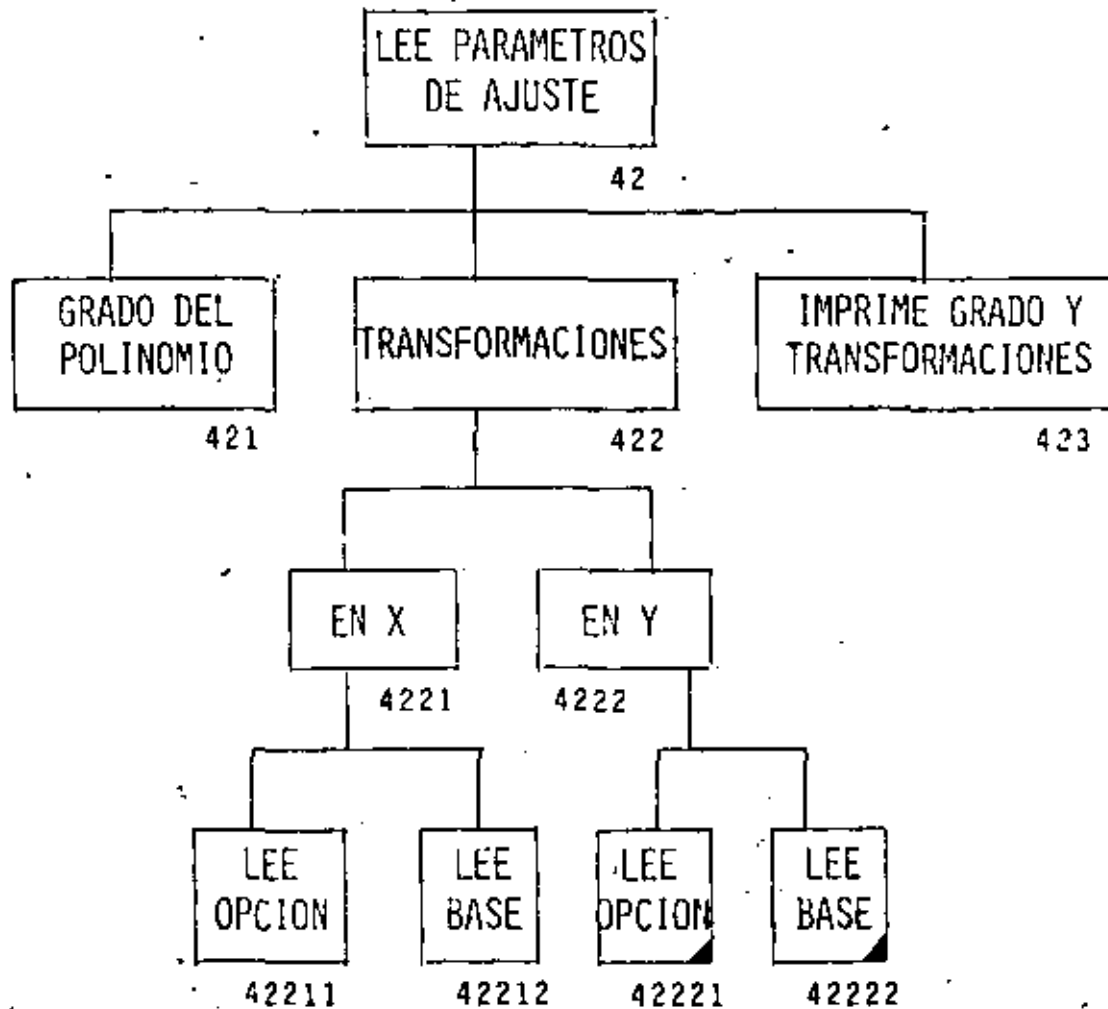 LEE PARAMETROS
DE AJUSTE
42
GRADO DEL
POLINOMIO
421
TRANSFORMACIONES
422
IMPRIME GRADO Y
TRANSFORMACIONES
423
EN X
4221
EN Y
4222
LEE
OPCION
42211
LEE
BASE
42212
LEE
OPCION
42221
LEE
BASE
42222